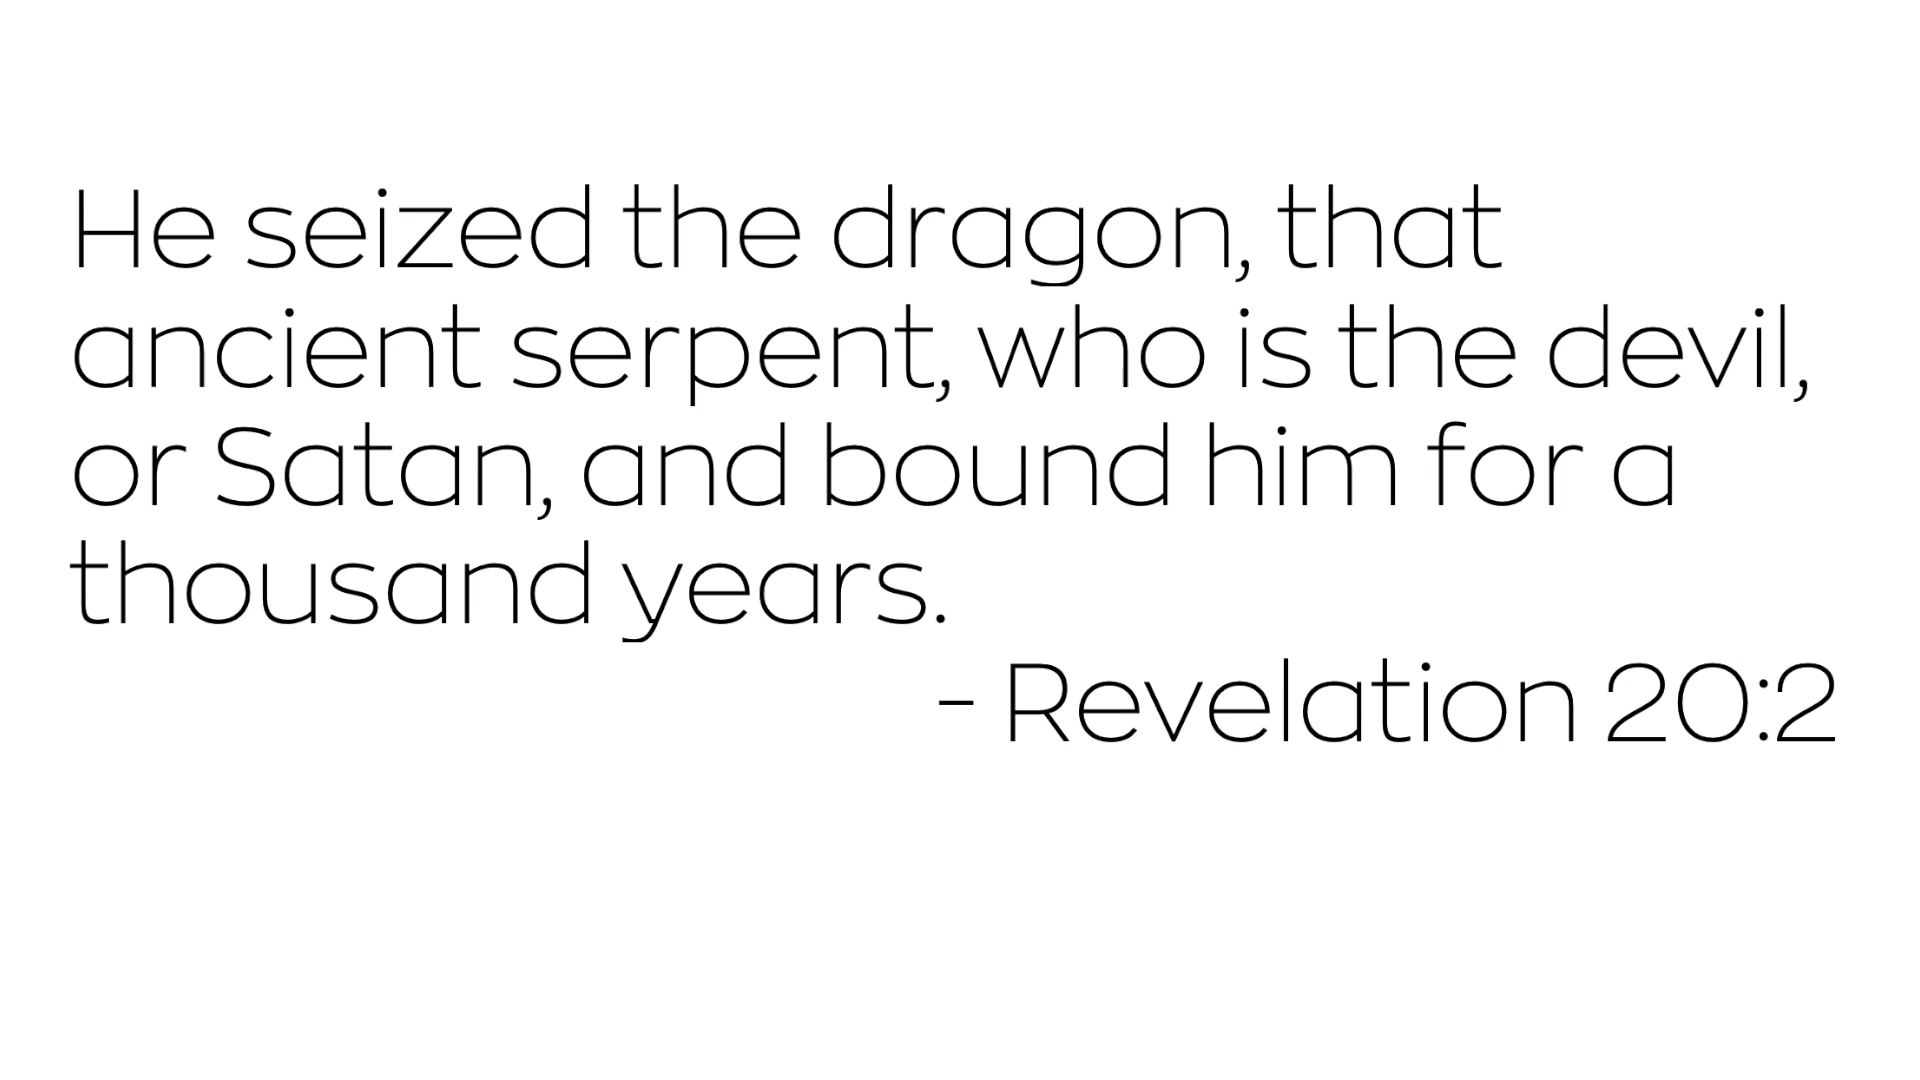 He seized the dragon, that
ancient serpent, who is the devil,
or Satan, and bound him for a
thousand years.
- Revelation 20:2